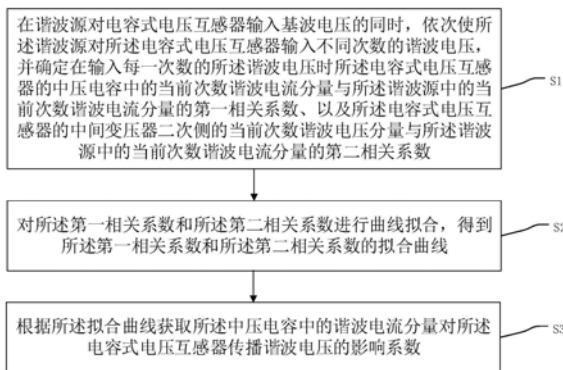 在谐波源对电容式电压互感器输入基波电压的同时，依次使所
述谐波源对所述电容式电压互感器输入不同次数的谐波电压，
并确定在输入每一次数的所述谐波电压时所述电容式电压互感
器的中压电容中的当前次数谐波电流分量与所述谐波源中的当
前次数谐波电流分量的第一相关系数、以及所述电容式电压互
感器的中间变压器二次侧的当前次数谐波电压分量与所述谐波
源中的当前次数谐波电流分量的第二相关系数
S1
对所述第一相关系数和所述第二相关系数进行曲线拟合，得到
所述第一相关系数和所述第二相关系数的拟合曲线
S2
根据所述拟合曲线获取所述中压电容中的谐波电流分量对所述
电容式电压互感器传播谐波电压的影响系数
S3